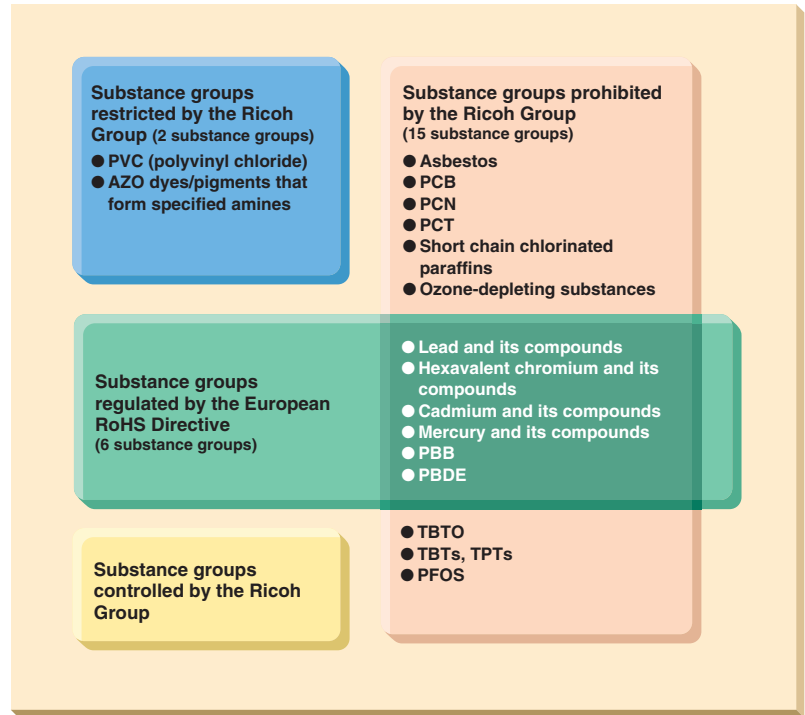 Substance groups
restricted by the Ricoh
Group (2 substance groups)
● PVC (polyvinyl chloride)
● AZO dyes/pigments that
form specified amines
Substance groups prohibited
by the Ricoh Group
(15 substance groups)
● Asbestos
● PCB
● PCN
● PCT
● Short chain chlorinated
paraffins
● Ozone-depleting substances
Substance groups
regulated by the European
RoHS Directive
(6 substance groups)
● Lead and its compounds
● Hexavalent chromium and its
compounds
● Cadmium and its compounds
● Mercury and its compounds
● PBB
● PBDE
● TBTO
● TBTs, TPTs
● PFOS
Substance groups
controlled by the Ricoh
Group